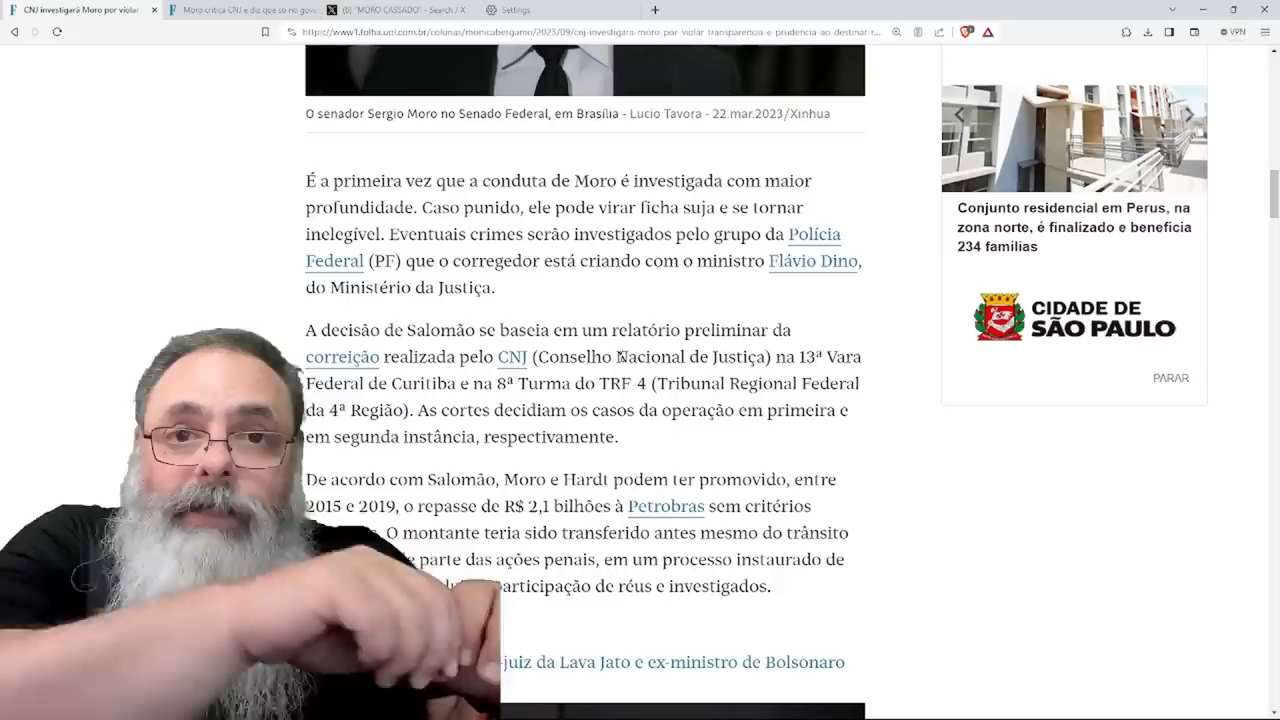 CNJ investigará Moro por violar
Moro critica CNJ e diz que só no gove
(6) "MORO CASSADO" - Search / X
Settings
https://www1.folha.uol.com.br/colunas/monicabergamo/2023/09/cnj-investigara-moro-por-violar-transparencia-e-prudencia-ao-destinar-r...
VPN
O senador Sergio Moro no Senado Federal, em Brasília - Lucio Tavora - 22.mar.2023/Xinhua
É a primeira vez que a conduta de Moro é investigada com maior
profundidade. Caso punido, ele pode virar ficha suja e se tornar
inelegível. Eventuais crimes serão investigados pelo grupo da Polícia
Federal (PF) que o corregedor está criando com o ministro Flávio Dino,
do Ministério da Justiça.
A decisão de Salomão se baseia em um relatório preliminar da
correição realizada pelo CNJ (Conselho Nacional de Justiça) na 13ª Vara
Federal de Curitiba e na 8ª Turma do TRF-4 (Tribunal Regional Federal
da 4ª Região). As cortes decidiam os casos da operação em primeira e
em segunda instância, respectivamente.
De acordo com Salomão, Moro e Hardt podem ter promovido, entre
2015 e 2019, o repasse de R$ 2,1 bilhões à Petrobras sem critérios
O montante teria sido transferido antes mesmo do trânsito
parte das ações penais, em um processo instaurado de
participação de réus e investigados.
-juiz da Lava Jato e ex-ministro de Bolsonaro
Conjunto residencial em Perus, na
zona norte, é finalizado e beneficia
234 famílias
CIDADE DE
SÃO PAULO
PARAR